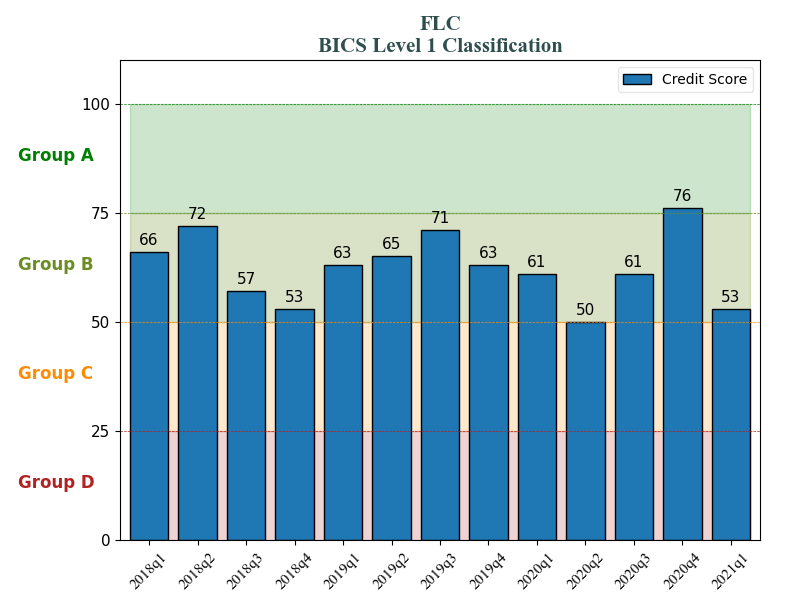 FLC
BICS Level 1 Classification
Credit Score
100
Group A
75
Group B
50
Group C
25
Group D
0
66
72
57
53
63
65
71
63
61
50
61
76
53
2018q1
2018q2
2018q3
2018q4
2019q1
2019q2
2019q3
2019q4
2020q1
2020q2
2020q3
2020q4
2021q1